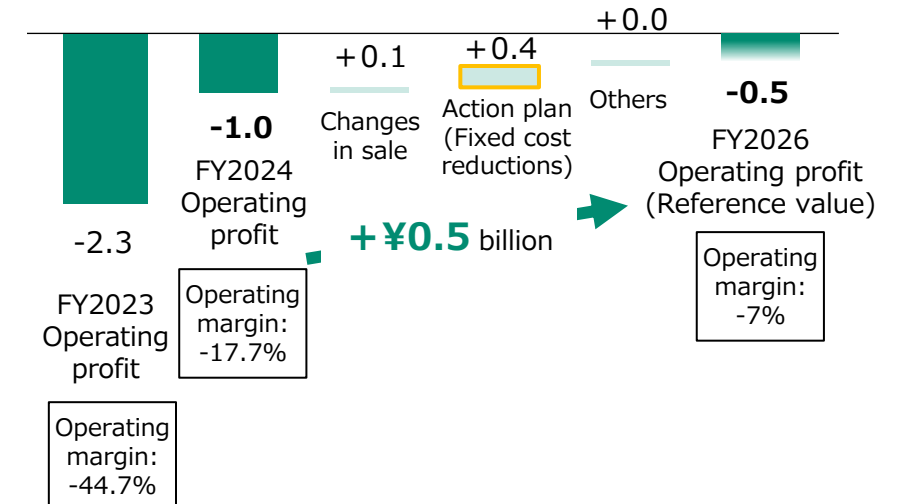 -2.3
FY2023
Operating
profit
Operating
margin:
-44.7%
-1.0
FY2024
Operating
profit
Operating
margin:
-17.7%
+0.1
Changes
in sale
+0.4
Action plan
(Fixed cost
reductions)
+0.0
Others
+¥0.5 billion
-0.5
FY2026
Operating profit
(Reference value)
Operating
margin:
-7%